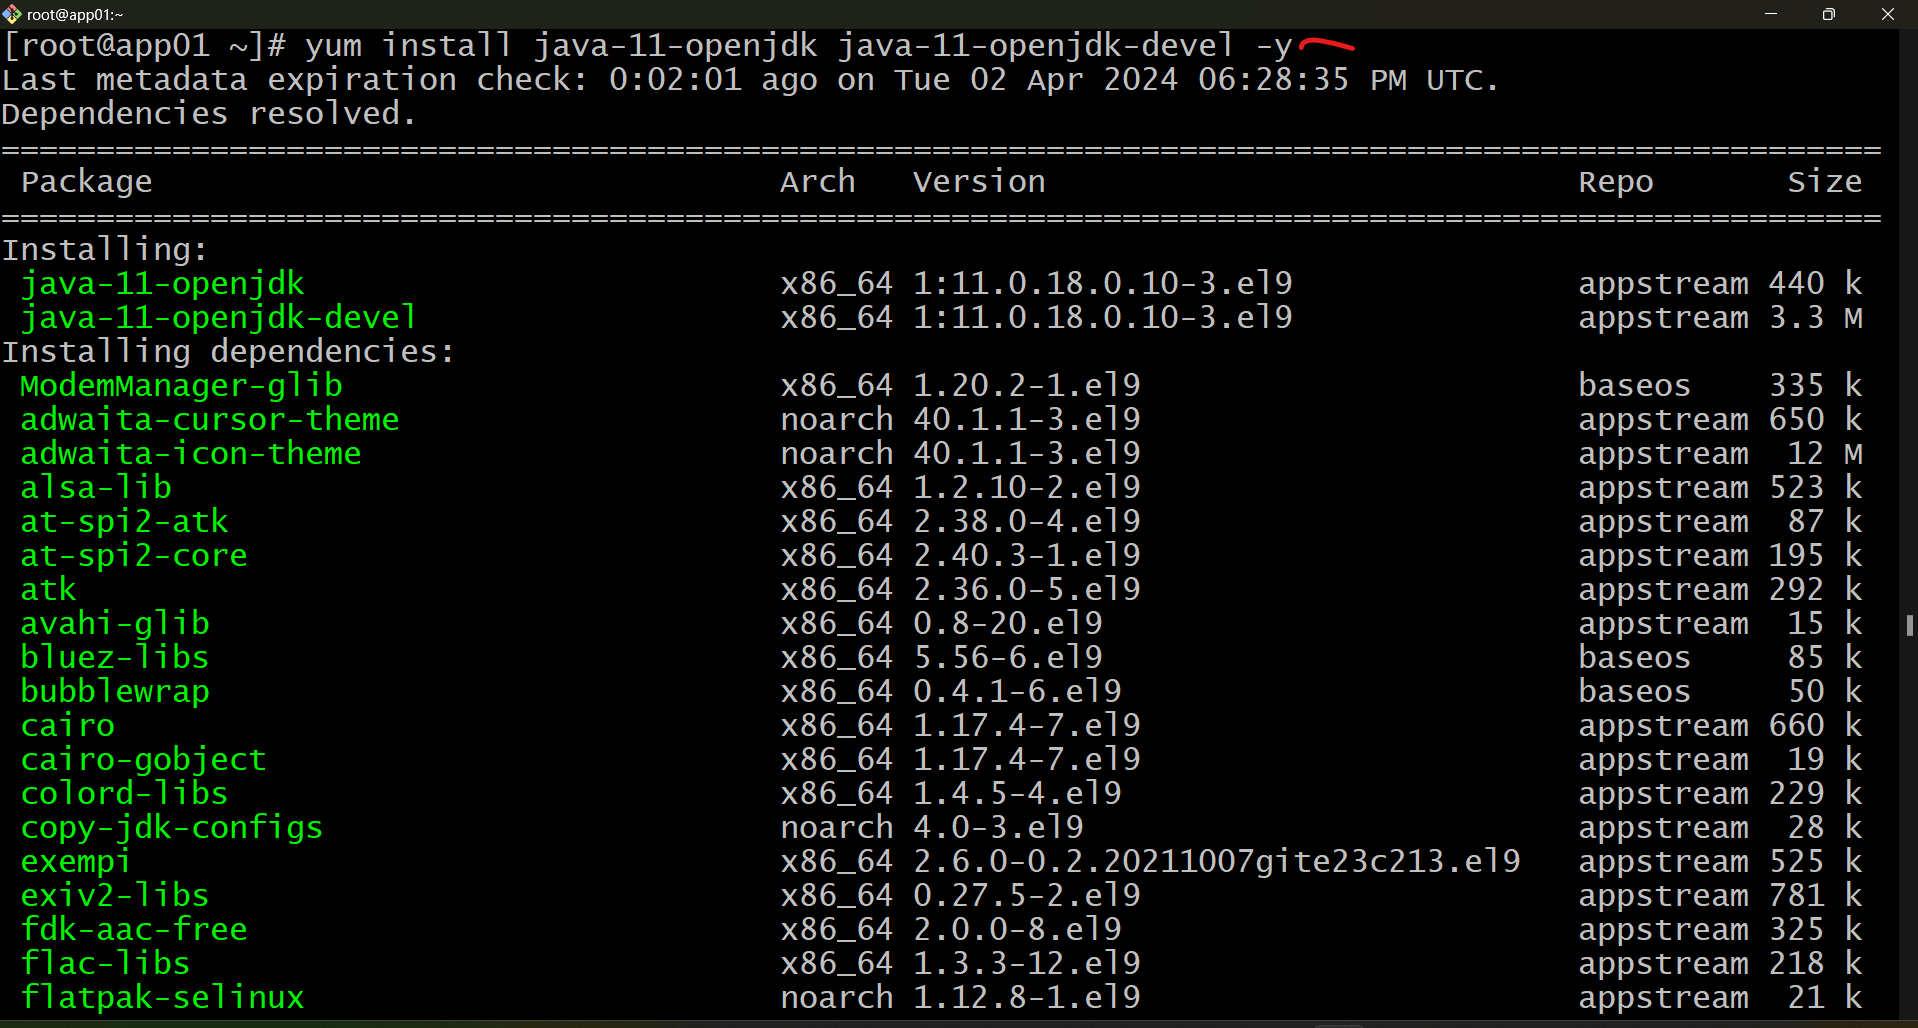 root@app01:~
[root@app01 ~]# yum install java-11-openjdk java-11-openjdk-devel -y
Last metadata expiration check: 0:02:01 ago on Tue 02 Apr 2024 06:28:35 PM UTC.
Dependencies resolved.
====================================================================================================
Package Arch Version Repo Size
====================================================================================================
Installing:
java-11-openjdk x86_64 1:11.0.18.0.10-3.el9 appstream 440 k
java-11-openjdk-devel x86_64 1:11.0.18.0.10-3.el9 appstream 3.3 M
Installing dependencies:
ModemManager-glib x86_64 1.20.2-1.el9 baseos 335 k
adwaita-cursor-theme noarch 40.1.1-3.el9 appstream 650 k
adwaita-icon-theme noarch 40.1.1-3.el9 appstream 12 M
alsa-lib x86_64 1.2.10-2.el9 appstream 523 k
at-spi2-atk x86_64 2.38.0-4.el9 appstream 87 k
at-spi2-core x86_64 2.40.3-1.el9 appstream 195 k
atk x86_64 2.36.0-5.el9 appstream 292 k
avahi-glib x86_64 0.8-20.el9 appstream 15 k
bluez-libs x86_64 5.56-6.el9 baseos 85 k
bubblewrap x86_64 0.4.1-6.el9 baseos 50 k
cairo x86_64 1.17.4-7.el9 appstream 660 k
cairo-gobject x86_64 1.17.4-7.el9 appstream 19 k
colord-libs x86_64 1.4.5-4.el9 appstream 229 k
copy-jdk-configs noarch 4.0-3.el9 appstream 28 k
exempi x86_64 2.6.0-0.2.20211007gite23c213.el9 appstream 525 k
exiv2-libs x86_64 0.27.5-2.el9 appstream 781 k
fdk-aac-free x86_64 2.0.0-8.el9 appstream 325 k
flac-libs x86_64 1.3.3-12.el9 appstream 218 k
flatpak-selinux noarch 1.12.8-1.el9 appstream 21 k